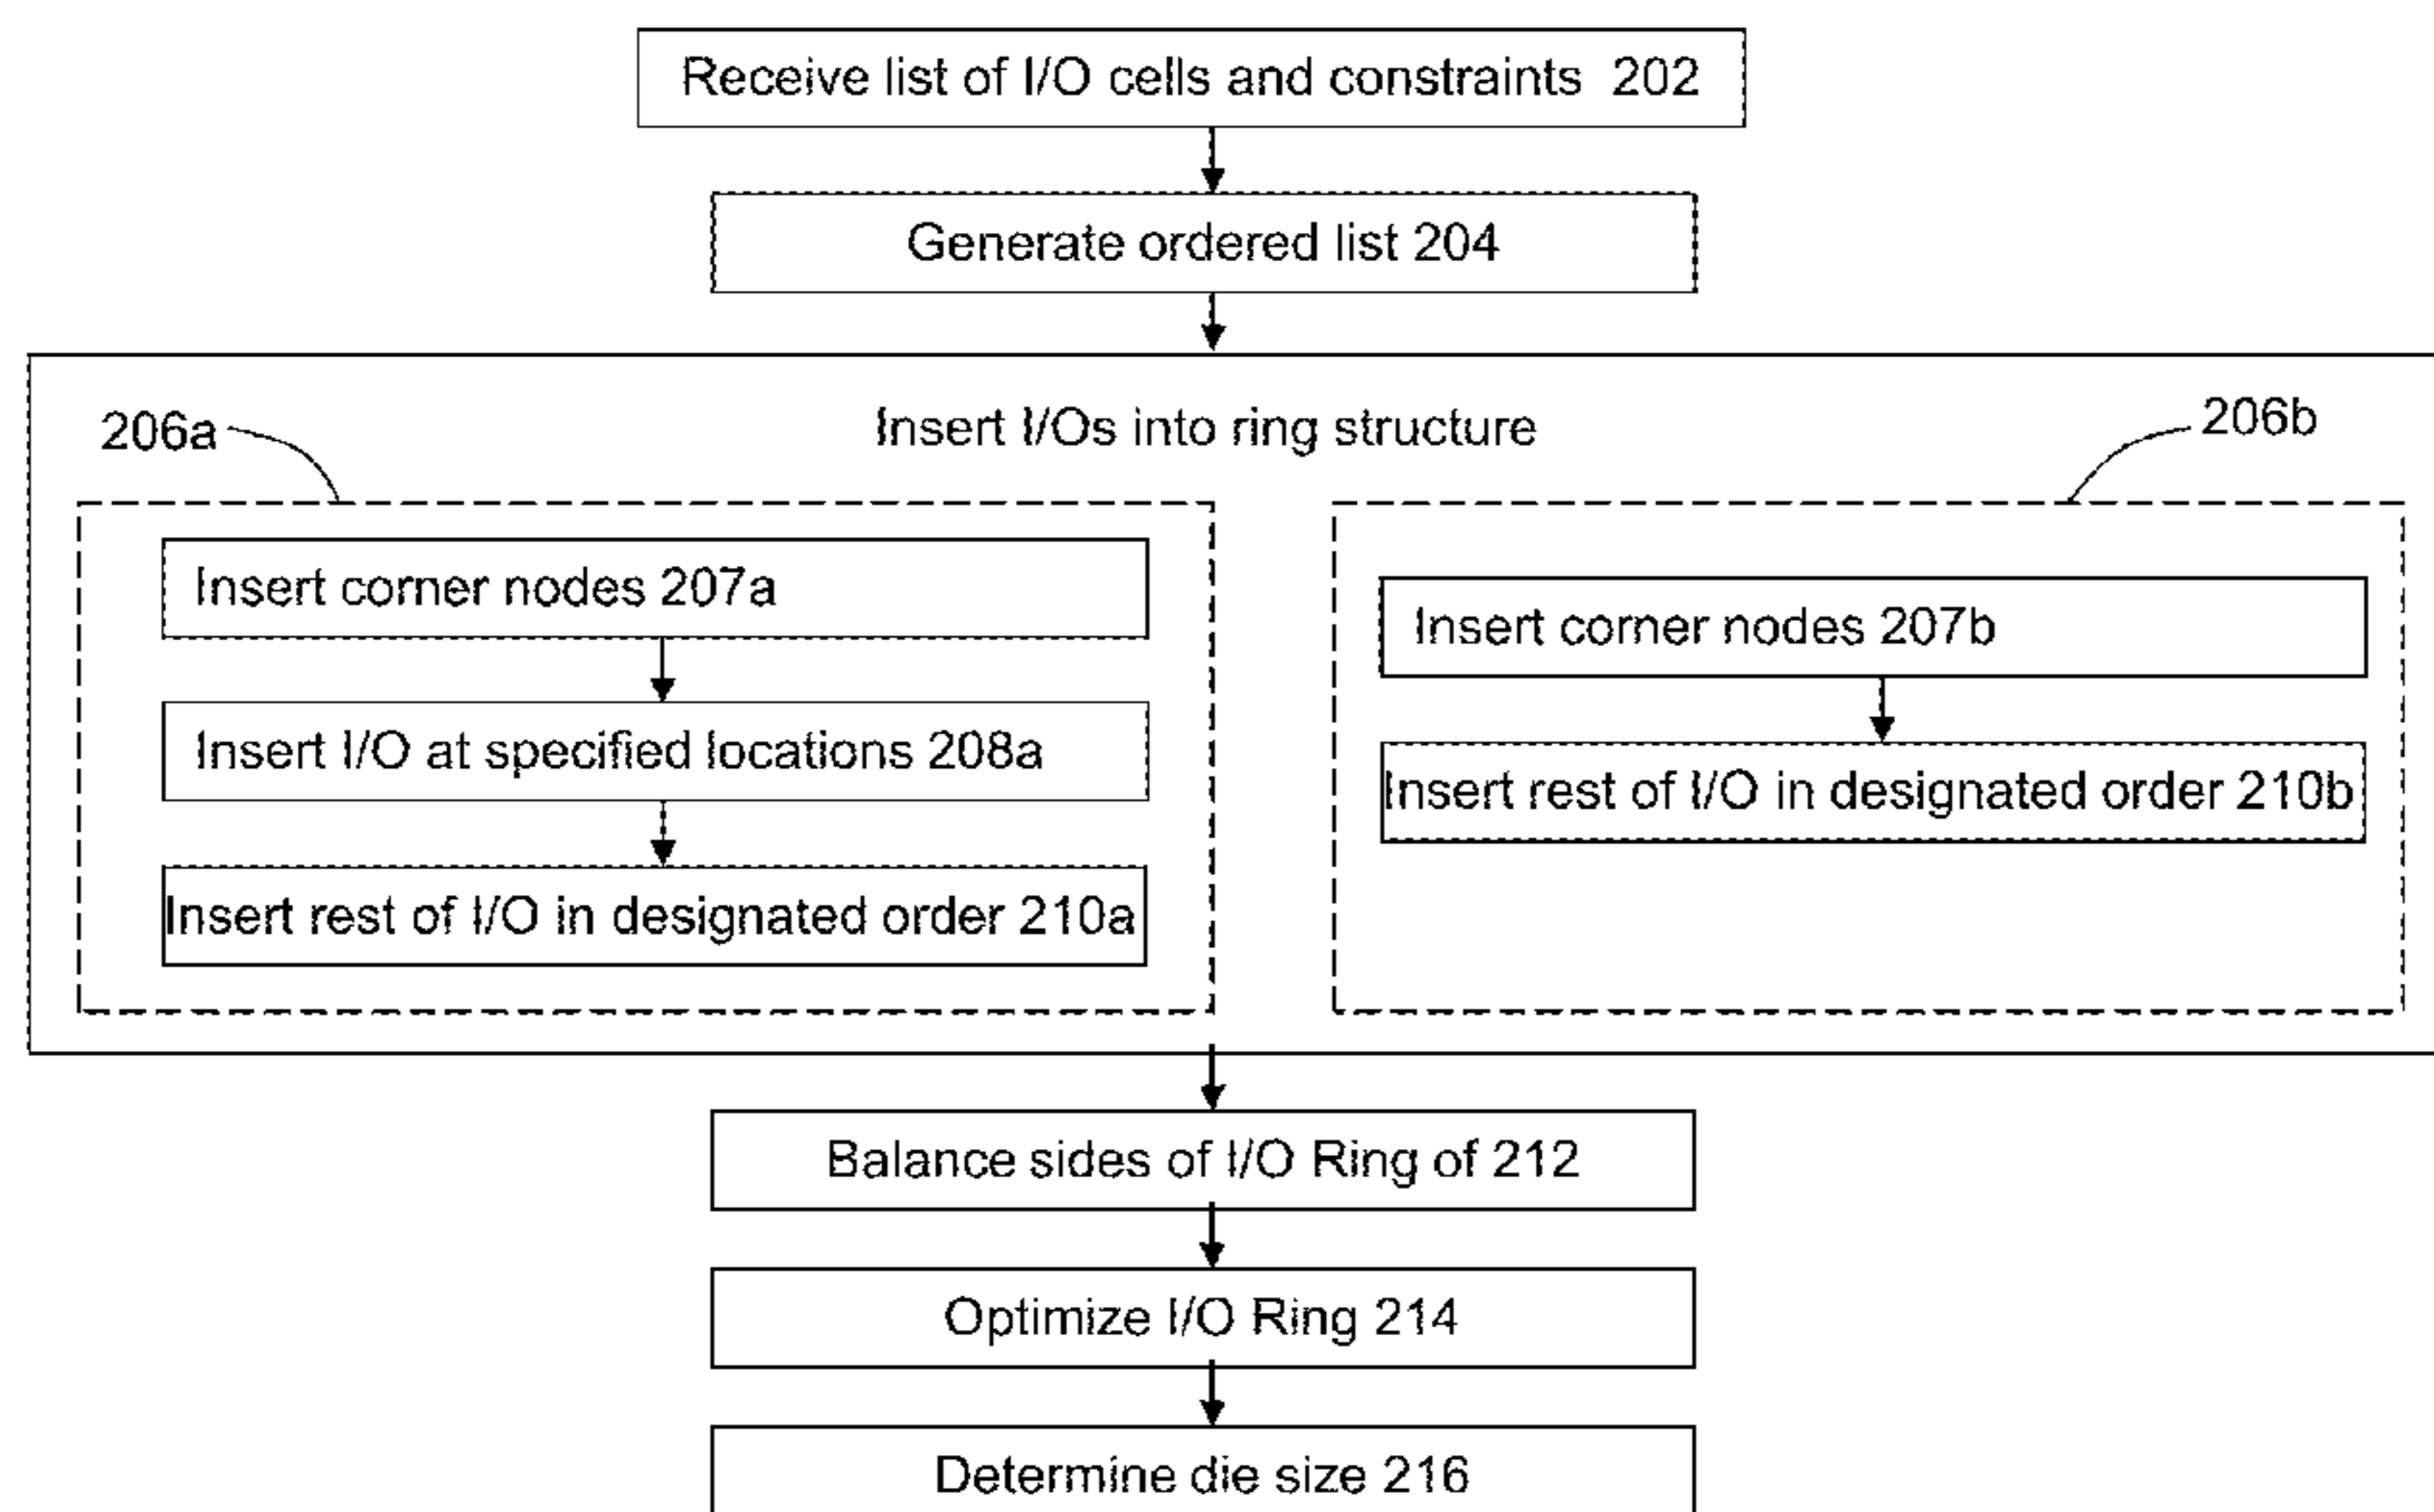 Receive list of I/O cells and constraints 202
Generate ordered list 204
Insert I/Os into ring structure
206a
206b
Insert corner nodes 207a
Insert I/O at specified locations 208a
Insert rest of I/O in designated order 210a
Insert corner nodes 207b
Insert rest of I/O in designated order 210b
Balance sides of I/O Ring of 212
Optimize I/O Ring 214
Determine die size 216